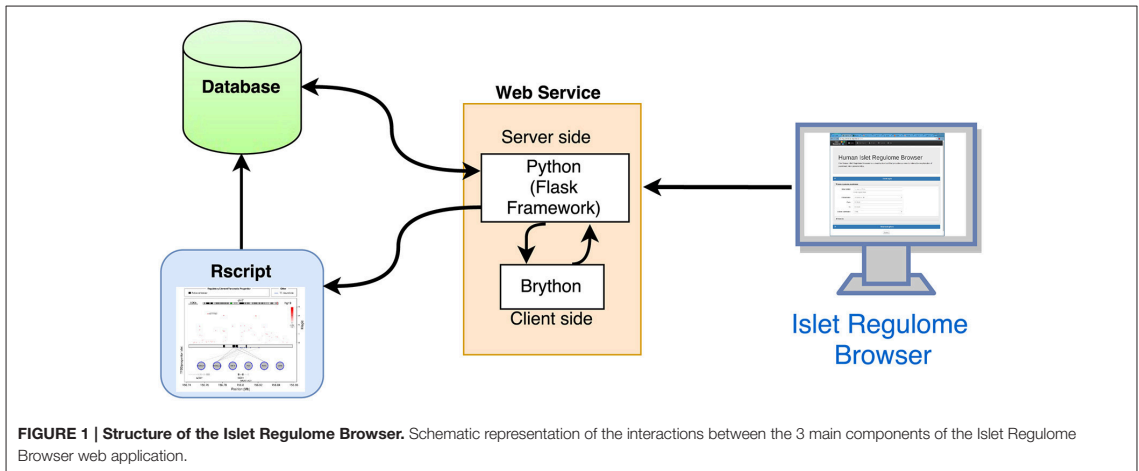 Database
Web Service
Server side
Python
(Flask
Framework)
Brython
Client side
Rscript
Human Islet Regulome Browser
Islet Regulome
Browser
FIGURE 1 | Structure of the Islet Regulome Browser. Schematic representation of the interactions between the 3 main components of the Islet Regulome
Browser web application.